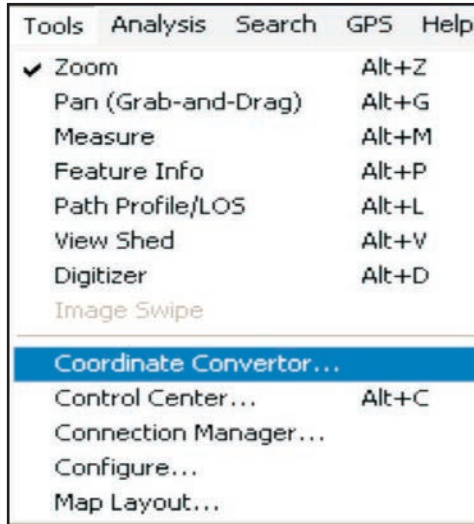 Tools Analysis Search GPS Help
✔ Zoom Alt+Z
Pan (Grab-and-Drag) Alt+G
Measure Alt+M
Feature Info Alt+P
Path Profile/LOS Alt+L
View Shed Alt+V
Digitizer Alt+D
Image Swipe
Coordinate Convertor...
Control Center... Alt+C
Connection Manager...
Configure...
Map Layout...